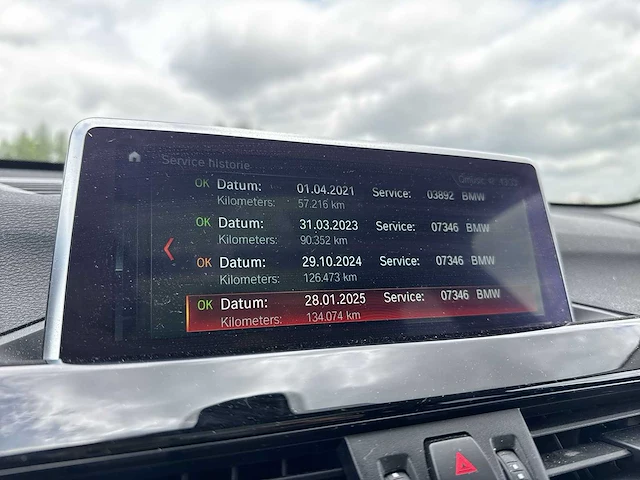 Service historie
OK Datum: 01.04.2021 Service: 03892 BMW
Kilometers: 57.216 km
OK Datum: 31.03.2023 Service: 07346 BMW
Kilometers: 90.352 km
OK Datum: 29.10.2024 Service: 07346 BMW
Kilometers: 126.473 km
OK Datum: 28.01.2025 Service: 07346 BMW
Kilometers: 134.074 km